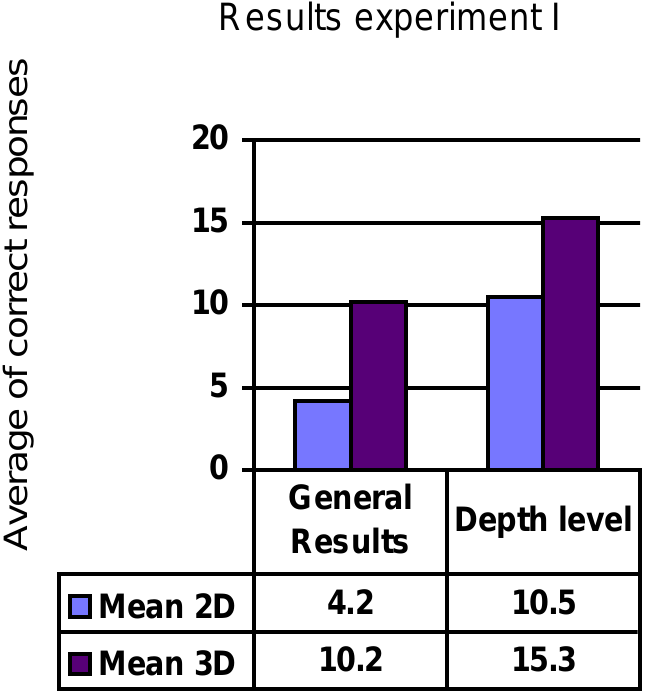 Results experiment I
Average of correct responses
20
15
10
5
0
General
Results
Depth level
Mean 2D 4.2 10.5
Mean 3D 10.2 15.3